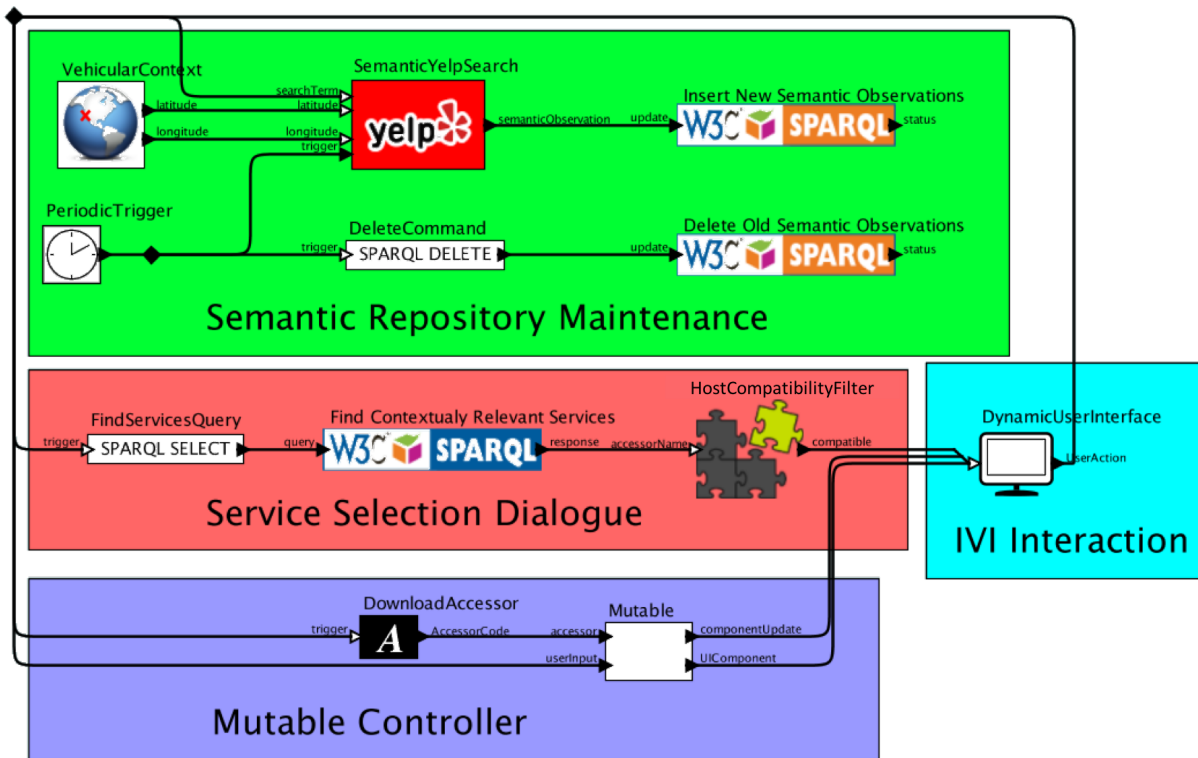 VehicularContext
SemanticYelpSearch
searchTerm
latitude
latitude
longitude
longitude
trigger
yelp
semanticObservation
Insert New Semantic Observations
update
W3C SPARQL
status
PeriodicTrigger
DeleteCommand
trigger
SPARQL DELETE
Delete Old Semantic Observations
update
W3C SPARQL
status
Semantic Repository Maintenance
FindServicesQuery
trigger
SPARQL SELECT
Find Contextualy Relevant Services
query
W3C SPARQL
response
HostCompatibilityFilter
accessorName
compatible
Service Selection Dialogue
DynamicUserInterface
UserAction
IVI Interaction
DownloadAccessor
trigger
A
AccessorCode
Mutable
accessor
componentUpdate
userInput
UIComponent
Mutable Controller